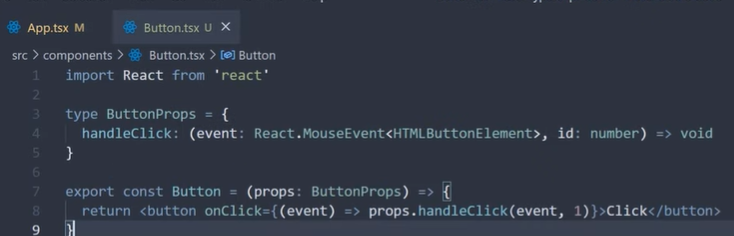 App.tsx M Button.tsx U ×
src > components > Button.tsx > Button
1 import React from 'react'
2
3 type ButtonProps = {
4 handleClick: (event: React.MouseEvent<HTMLButtonElement>, id: number) => void
5 }
6
7 export const Button = (props: ButtonProps) => {
8 return <button onClick={(event) => props.handleClick(event, 1)}>Click</button>
9 }